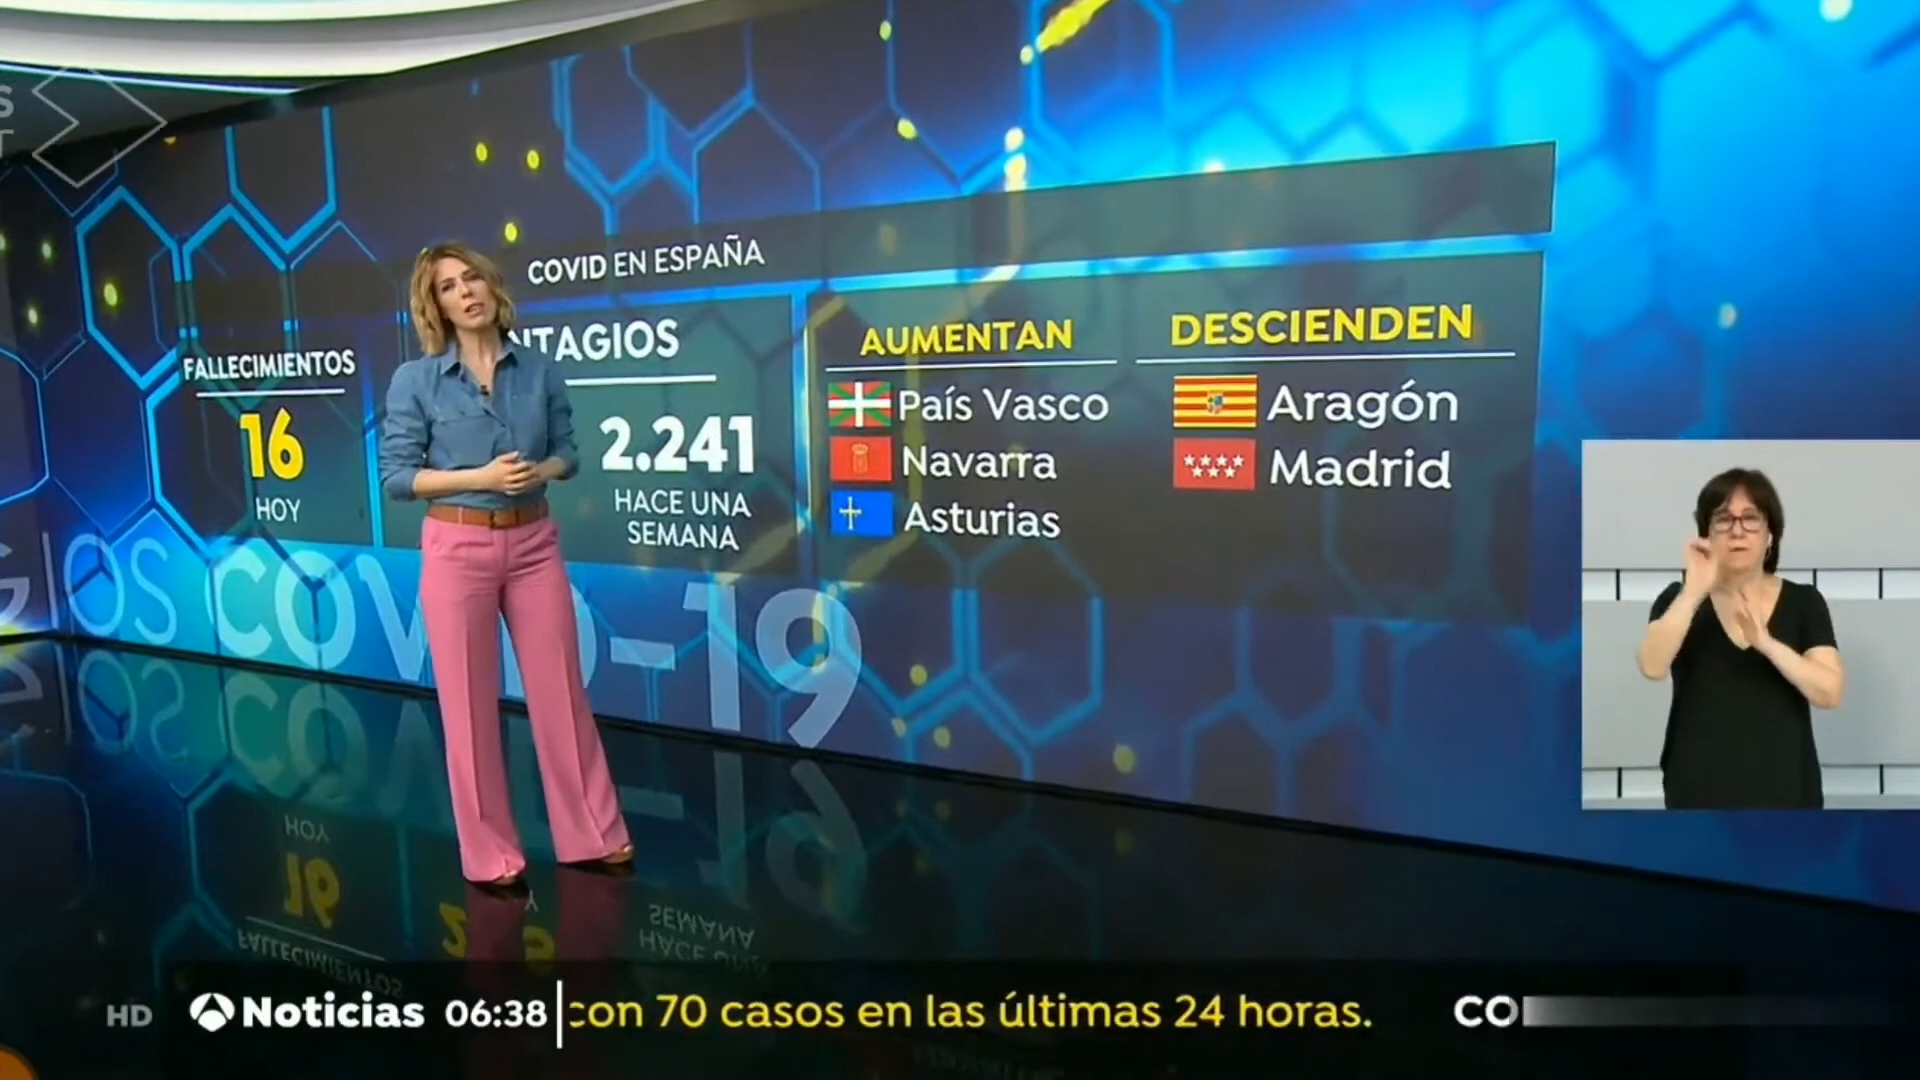 COVID EN ESPAÑA
FALLECIMIENTOS
16
HOY
NTAGIOS
2.241
HACE UNA
SEMANA
AUMENTAN
País Vasco
Navarra
Asturias
DESCIENDEN
Aragón
Madrid
GIOS COVID-19
HD Noticias 06:38 con 70 casos en las últimas 24 horas. CO